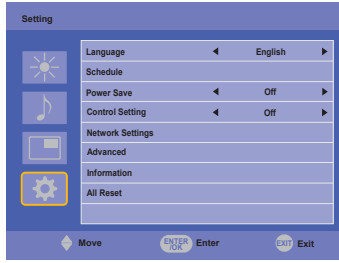 Setting
Language English
Schedule
Power Save Off
Control Setting Off
Network Settings
Advanced
Information
All Reset
Move ENTER /OK Enter EXIT Exit